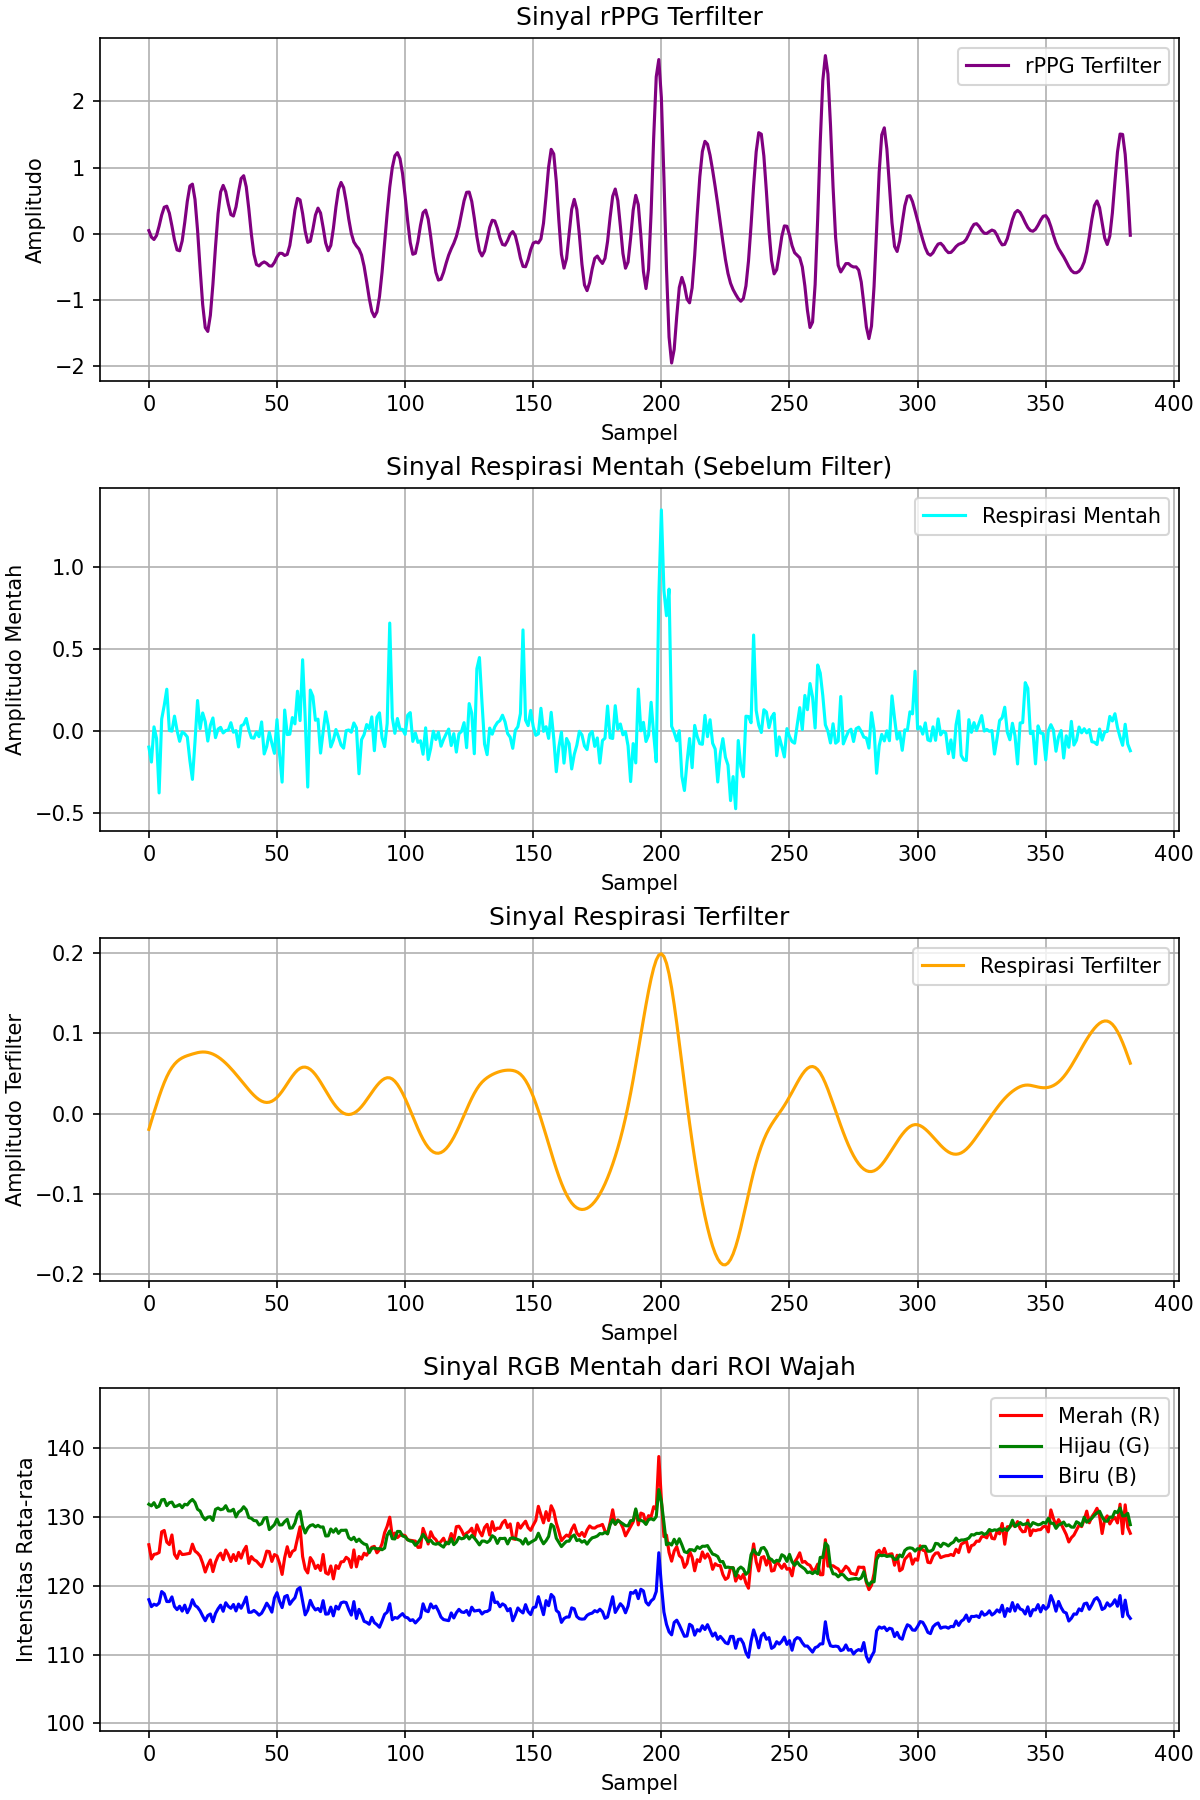 Sinyal rPPG Terfilter
rPPG Terfilter
Amplitudo
2
1
0
−1
−2
0 50 100 150 200 250 300 350 400
Sampel
Sinyal Respirasi Mentah (Sebelum Filter)
Respirasi Mentah
Amplitudo Mentah
1.0
0.5
0.0
−0.5
0 50 100 150 200 250 300 350 400
Sampel
Sinyal Respirasi Terfilter
Respirasi Terfilter
Amplitudo Terfilter
0.2
0.1
0.0
−0.1
−0.2
0 50 100 150 200 250 300 350 400
Sampel
Sinyal RGB Mentah dari ROI Wajah
Merah (R)
Hijau (G)
Biru (B)
Intensitas Rata-rata
140
130
120
110
100
0 50 100 150 200 250 300 350 400
Sampel